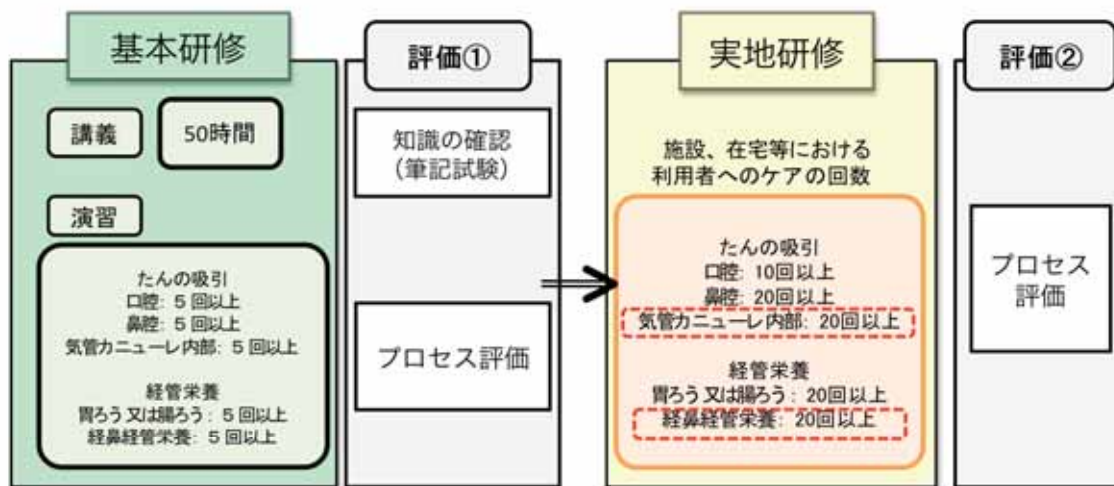 基本研修
講義
50時間
演習
たんの吸引
口腔: 5回以上
鼻腔: 5回以上
気管カニューレ内部: 5回以上
経管栄養
胃ろう又は腸ろう: 5回以上
経鼻経管栄養: 5回以上
評価①
知識の確認
(筆記試験)
プロセス評価
実地研修
施設、在宅等における
利用者へのケアの回数
たんの吸引
口腔: 10回以上
鼻腔: 20回以上
気管カニューレ内部: 20回以上
経管栄養
胃ろう又は腸ろう: 20回以上
経鼻経管栄養: 20回以上
評価②
プロセス
評価